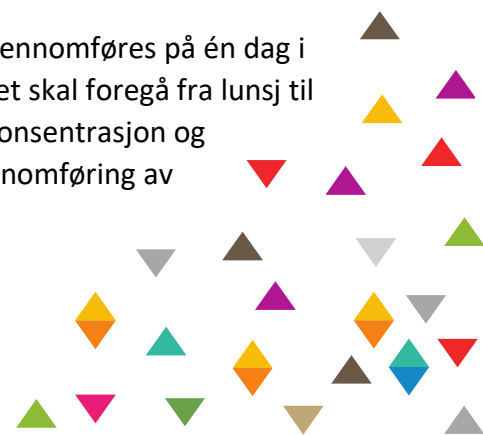 ennomføres på én dag i
et skal foregå fra lunsj til
onsentrasjon og
nomføring av